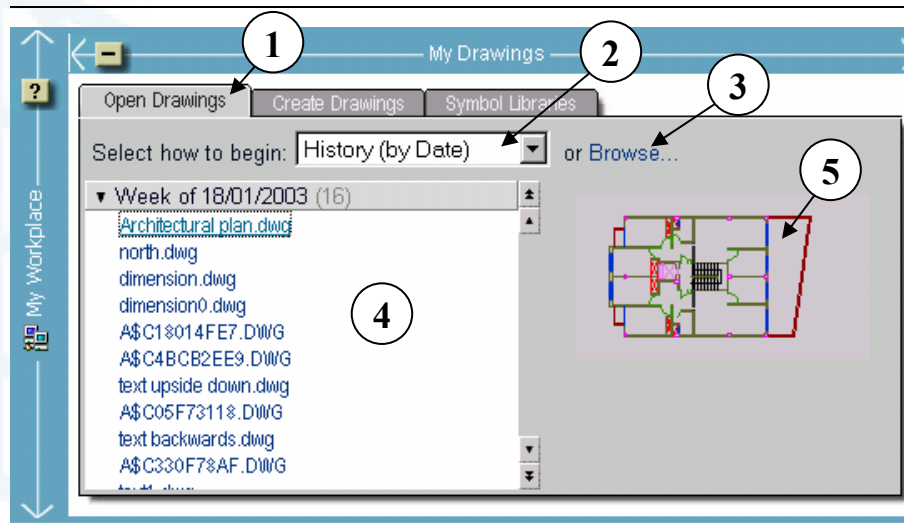 My Drawings
1
2
3
?
Open Drawings
Create Drawings
Symbol Libraries
Select how to begin:
History (by Date)
or Browse...
My Workplace
Week of 18/01/2003 (16)
5
Architectural plan.dwg
north.dwg
dimension.dwg
dimension0.dwg
4
A$C18014FE7.DWG
A$C4BCB2EE9.DWG
text upside down.dwg
A$C05F73118.DWG
text backwards.dwg
A$C330F78AF.DWG